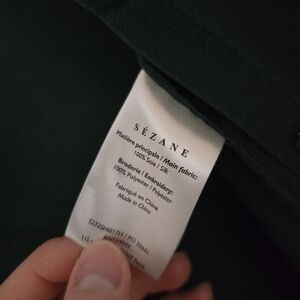 SÉZANE
Matière principale / Main fabric:
100% Soie / Silk
Broderie / Embroidery:
100% Polyester / Polyester
Fabriqué en Chine
Made in China
Paris